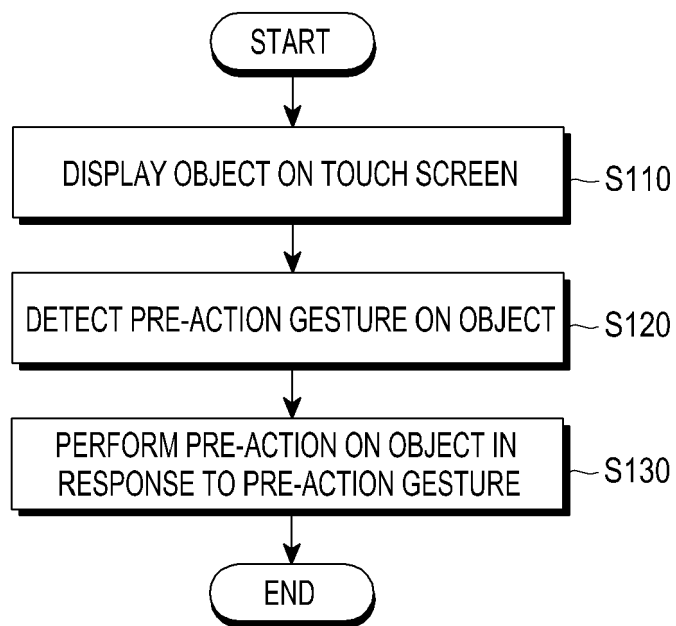 START
DISPLAY OBJECT ON TOUCH SCREEN
S110
DETECT PRE-ACTION GESTURE ON OBJECT
S120
PERFORM PRE-ACTION ON OBJECT IN
RESPONSE TO PRE-ACTION GESTURE
S130
END